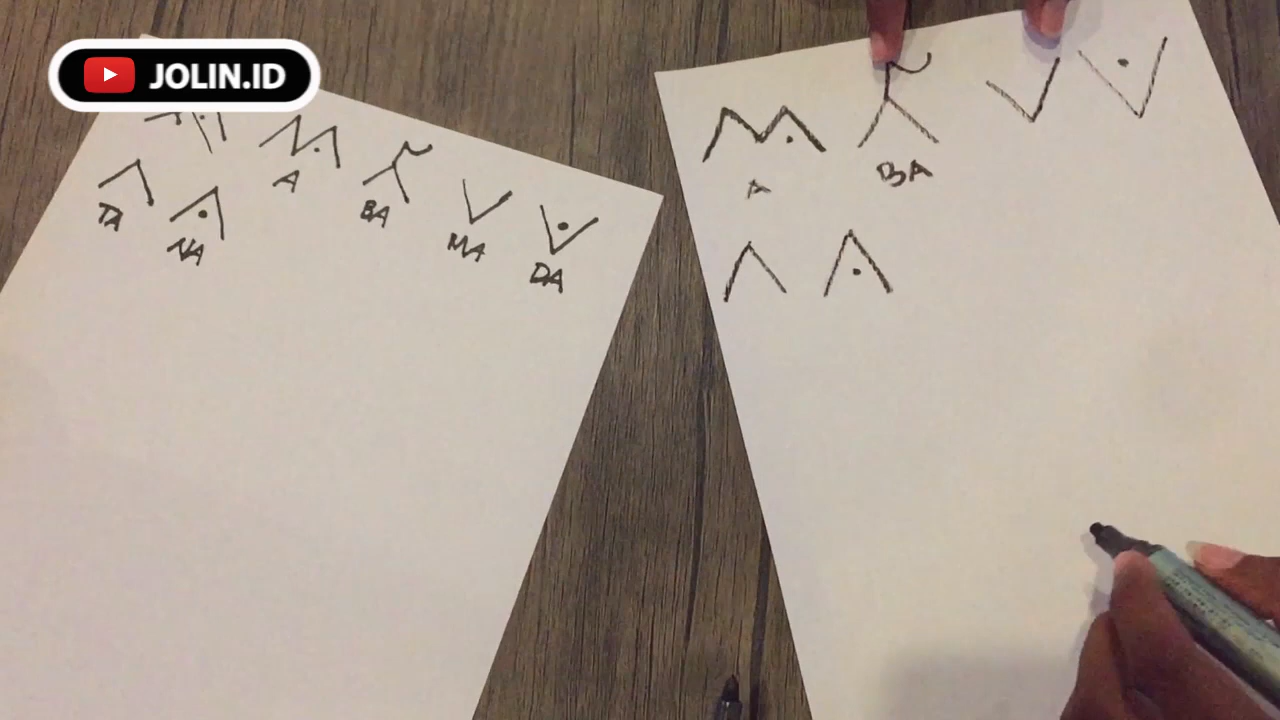 ᨕ ᨅ ᨆ ᨉ
A BA MA DA
ᨈ ᨊ
TA NA
ᨕ ᨅ ᨆ ᨉ
A BA
ᨈ ᨊ
JOLIN.ID